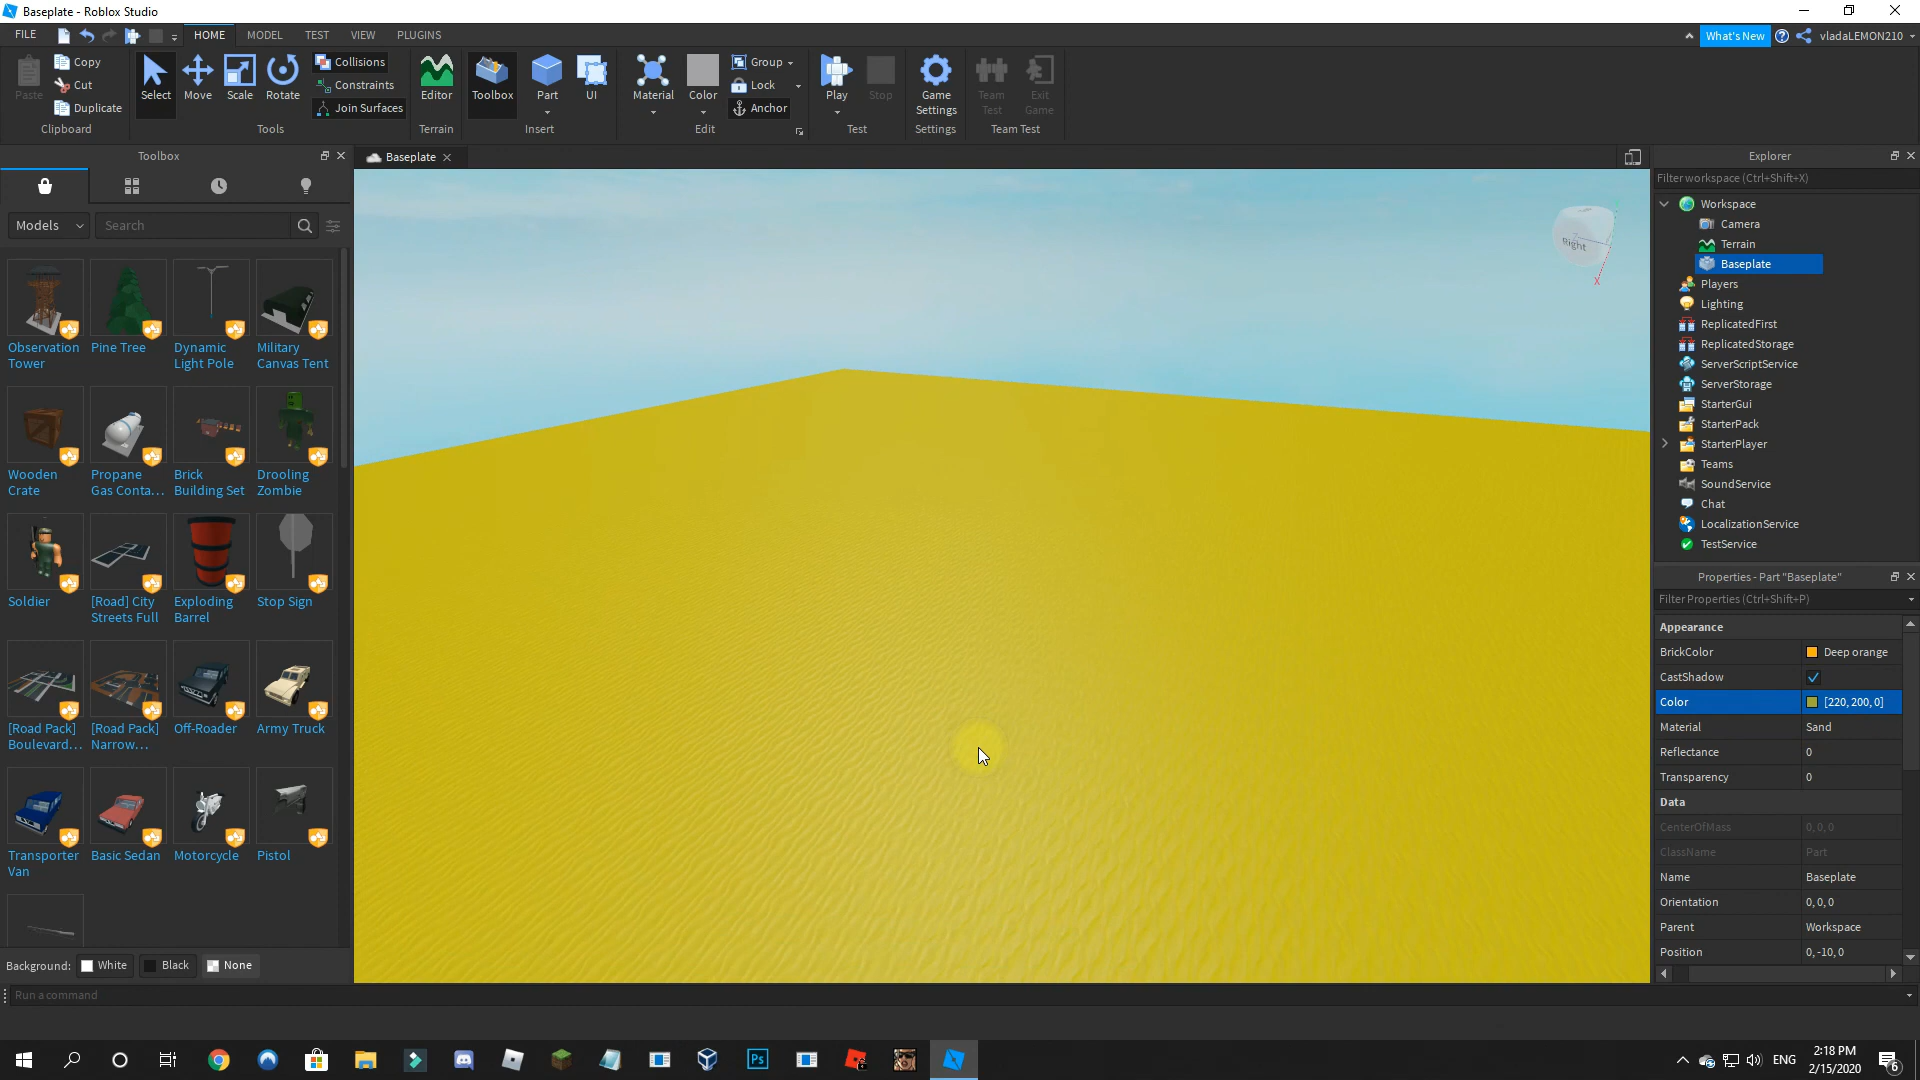 Baseplate - Roblox Studio
FILE HOME MODEL TEST VIEW PLUGINS What's New vladaLEMON210
Paste Copy Cut Duplicate
Select Move Scale Rotate Collisions Constraints Join Surfaces
Editor Toolbox Part UI Material Color Group Lock Anchor
Play Stop Game Settings Team Test Exit Game
Clipboard Tools Terrain Insert Edit Test Settings Team Test
Toolbox
Models Search
Observation Tower
Pine Tree
Dynamic Light Pole
Military Canvas Tent
Wooden Crate
Propane Gas Conta...
Brick Building Set
Drooling Zombie
Soldier
[Road] City Streets Full
Exploding Barrel
Stop Sign
[Road Pack] Boulevard...
[Road Pack] Narrow...
Off-Roader
Army Truck
Transporter Van
Basic Sedan
Motorcycle
Pistol
Background: White Black None
Run a command
Baseplate
Right
X
Explorer
Filter workspace (Ctrl+Shift+X)
Workspace
Camera
Terrain
Baseplate
Players
Lighting
ReplicatedFirst
ReplicatedStorage
ServerScriptService
ServerStorage
StarterGui
StarterPack
StarterPlayer
Teams
SoundService
Chat
LocalizationService
TestService
Properties - Part "Baseplate"
Filter Properties (Ctrl+Shift+P)
Appearance
BrickColor Deep orange
CastShadow
Color [220, 200, 0]
Material Sand
Reflectance 0
Transparency 0
Data
CenterOfMass 0, 0, 0
ClassName Part
Name Baseplate
Orientation 0, 0, 0
Parent Workspace
Position 0, -10, 0
Ps
ENG
2:18 PM
2/15/2020
6